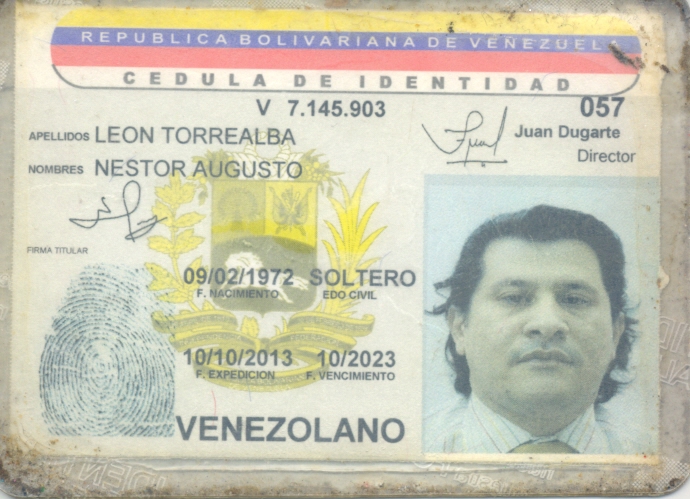 REPUBLICA BOLIVARIANA DE VENEZUELA
CEDULA DE IDENTIDAD
V 7.145.903
057
APELLIDOS LEON TORREALBA
Juan Dugarte
Director
NOMBRES NESTOR AUGUSTO
FIRMA TITULAR
09/02/1972 SOLTERO
F. NACIMIENTO EDO CIVIL
10/10/2013 10/2023
F. EXPEDICION F. VENCIMIENTO
VENEZOLANO